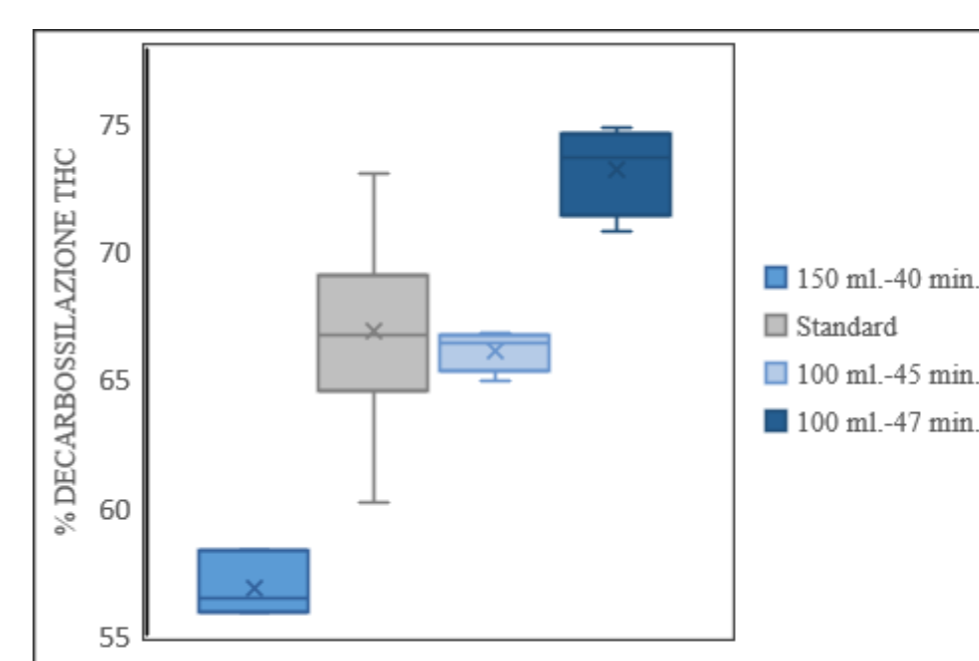 % DECARBOSSILAZIONE THC
75
70
65
60
55
150 ml.-40 min.
Standard
100 ml.-45 min.
100 ml.-47 min.